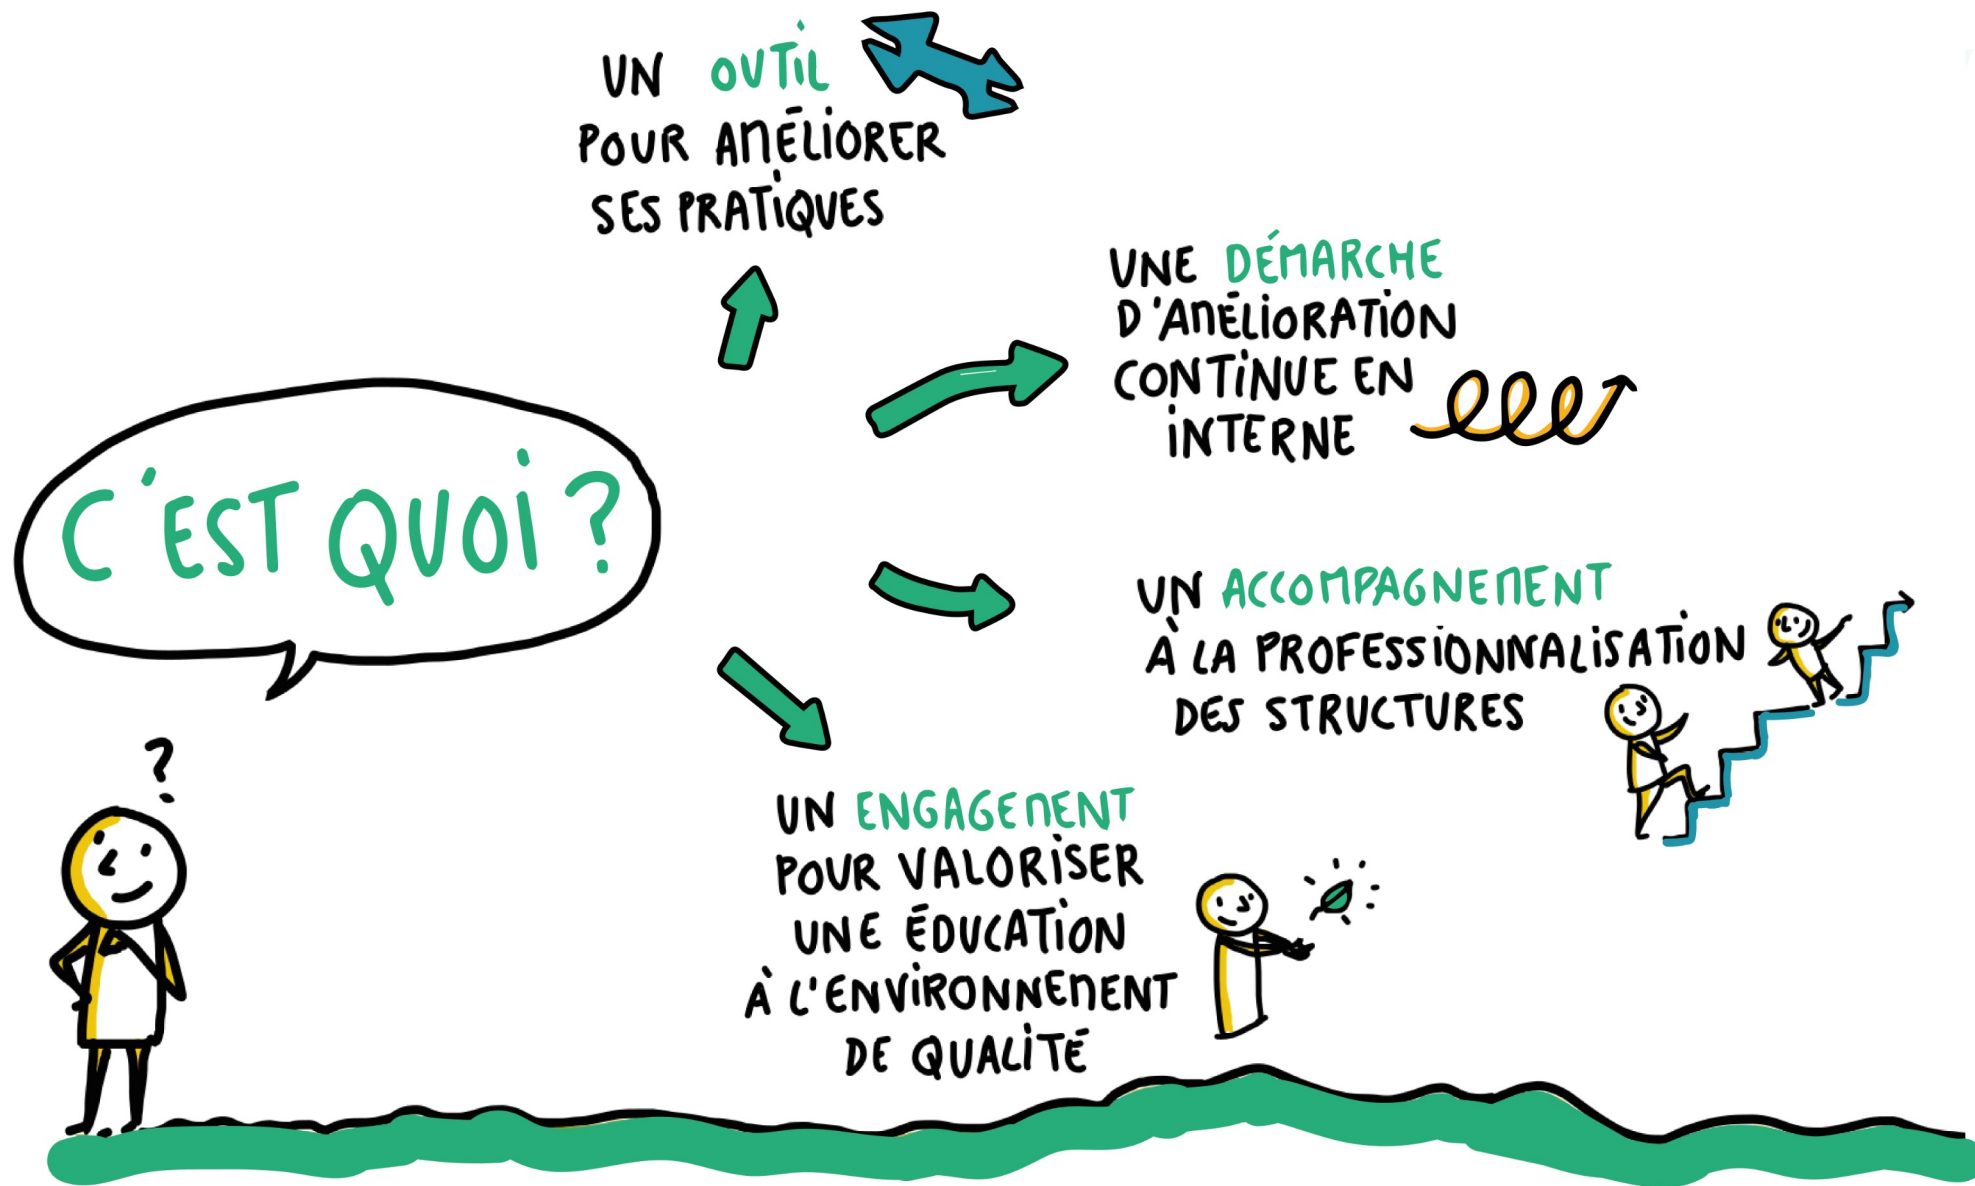 UN OUTIL
POUR AMÉLIORER
SES PRATIQUES
UNE DÉMARCHE
D'AMÉLIORATION
CONTINUE EN
INTERNE
C'EST QUOI ?
UN ACCOMPAGNEMENT
À LA PROFESSIONNALISATION
DES STRUCTURES
?
UN ENGAGEMENT
POUR VALORISER
UNE ÉDUCATION
À L'ENVIRONNEMENT
DE QUALITÉ